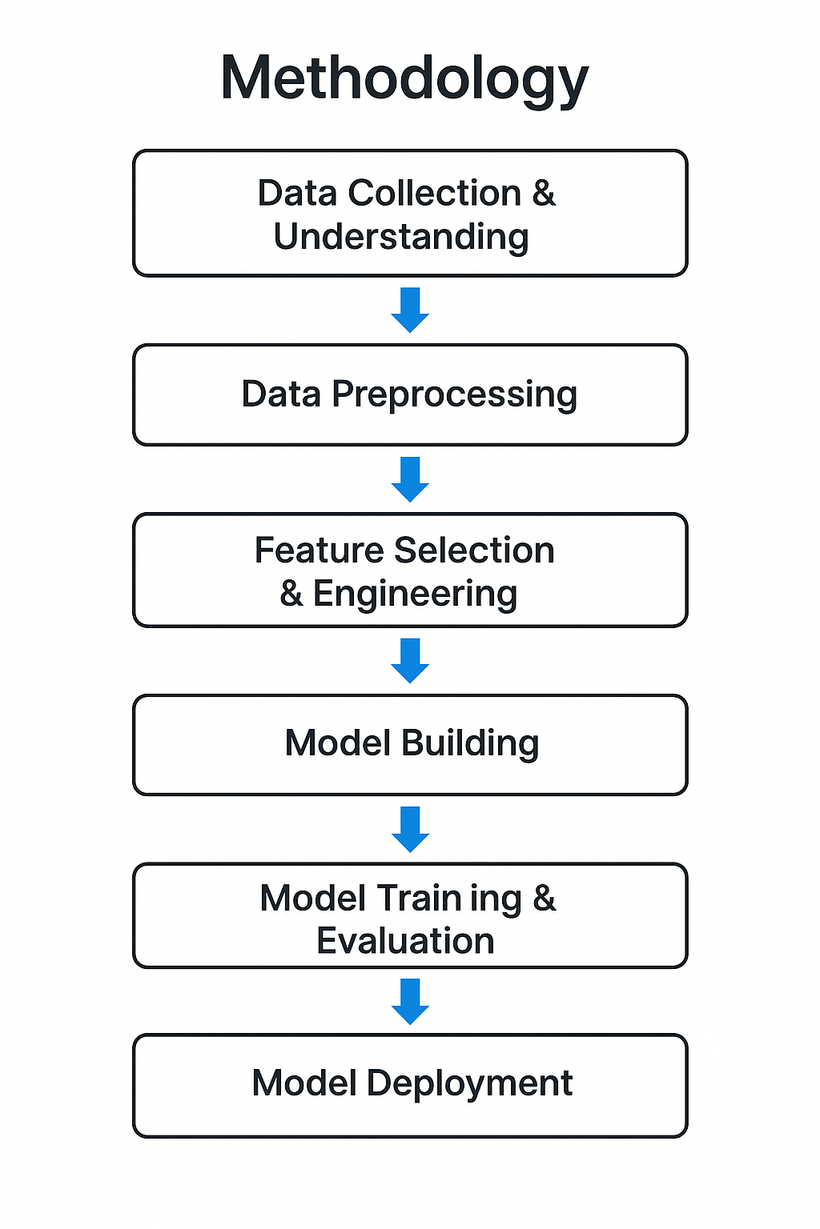 Methodology
Data Collection &
Understanding
Data Preprocessing
Feature Selection
& Engineering
Model Building
Model Train ing &
Evaluation
Model Deployment